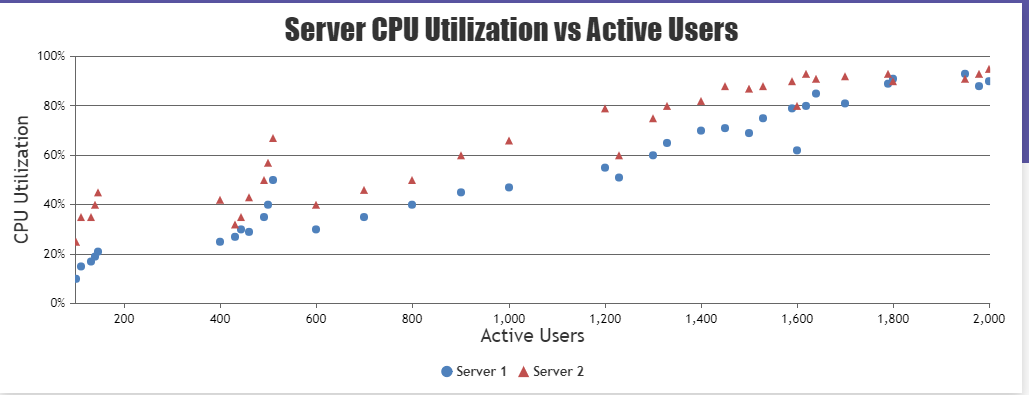 Server CPU Utilization vs Active Users
100%
80%
60%
40%
20%
0%
CPU Utilization
200 400 600 800 1,000 1,200 1,400 1,600 1,800 2,000
Active Users
Server 1 Server 2